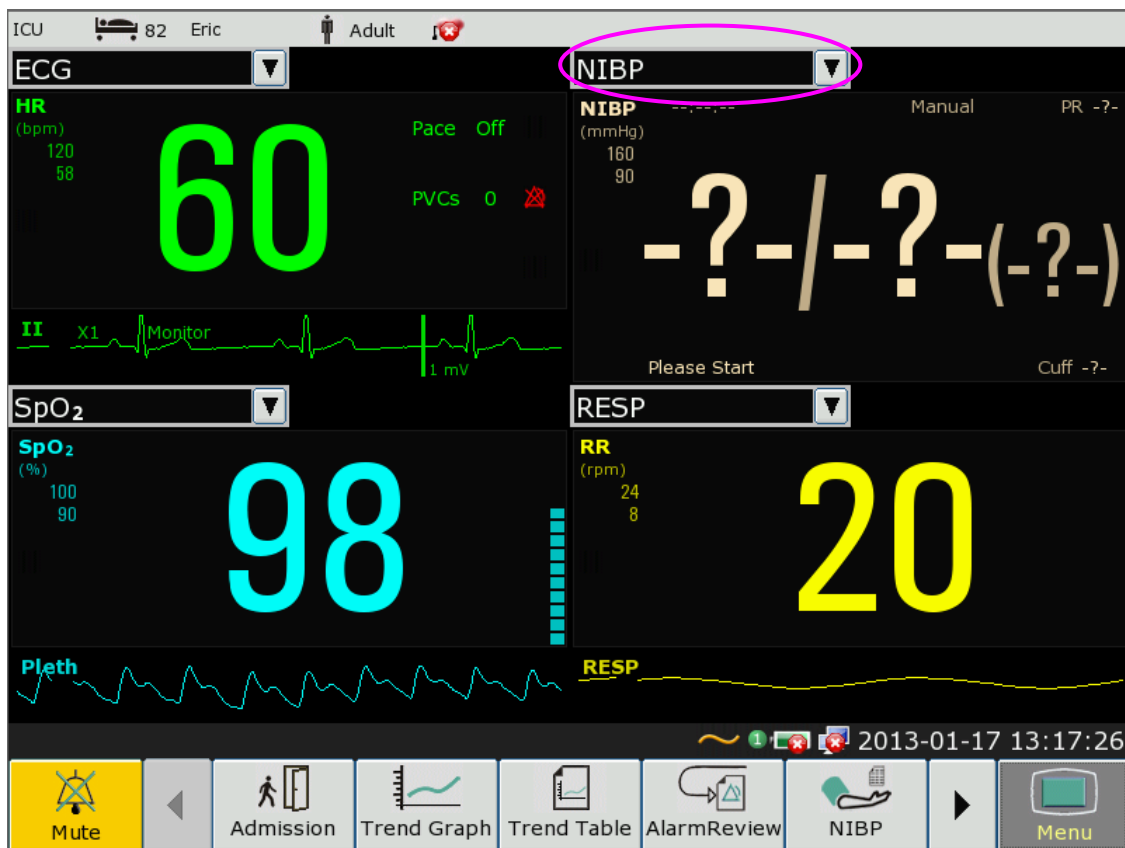 ICU 82 Eric Adult
ECG
HR
(bpm)
120
58
60
Pace Off
PVCs 0
II X1 Monitor
1 mV
NIBP
NIBP --:--:-- Manual PR -?-
(mmHg)
160
90
-?-/-?-(-?-)
Please Start Cuff -?-
SpO₂
SpO₂
(%)
100
90
98
Pleth
RESP
RR
(rpm)
24
8
20
RESP
1 2013-01-17 13:17:26
Mute Admission Trend Graph Trend Table AlarmReview NIBP Menu